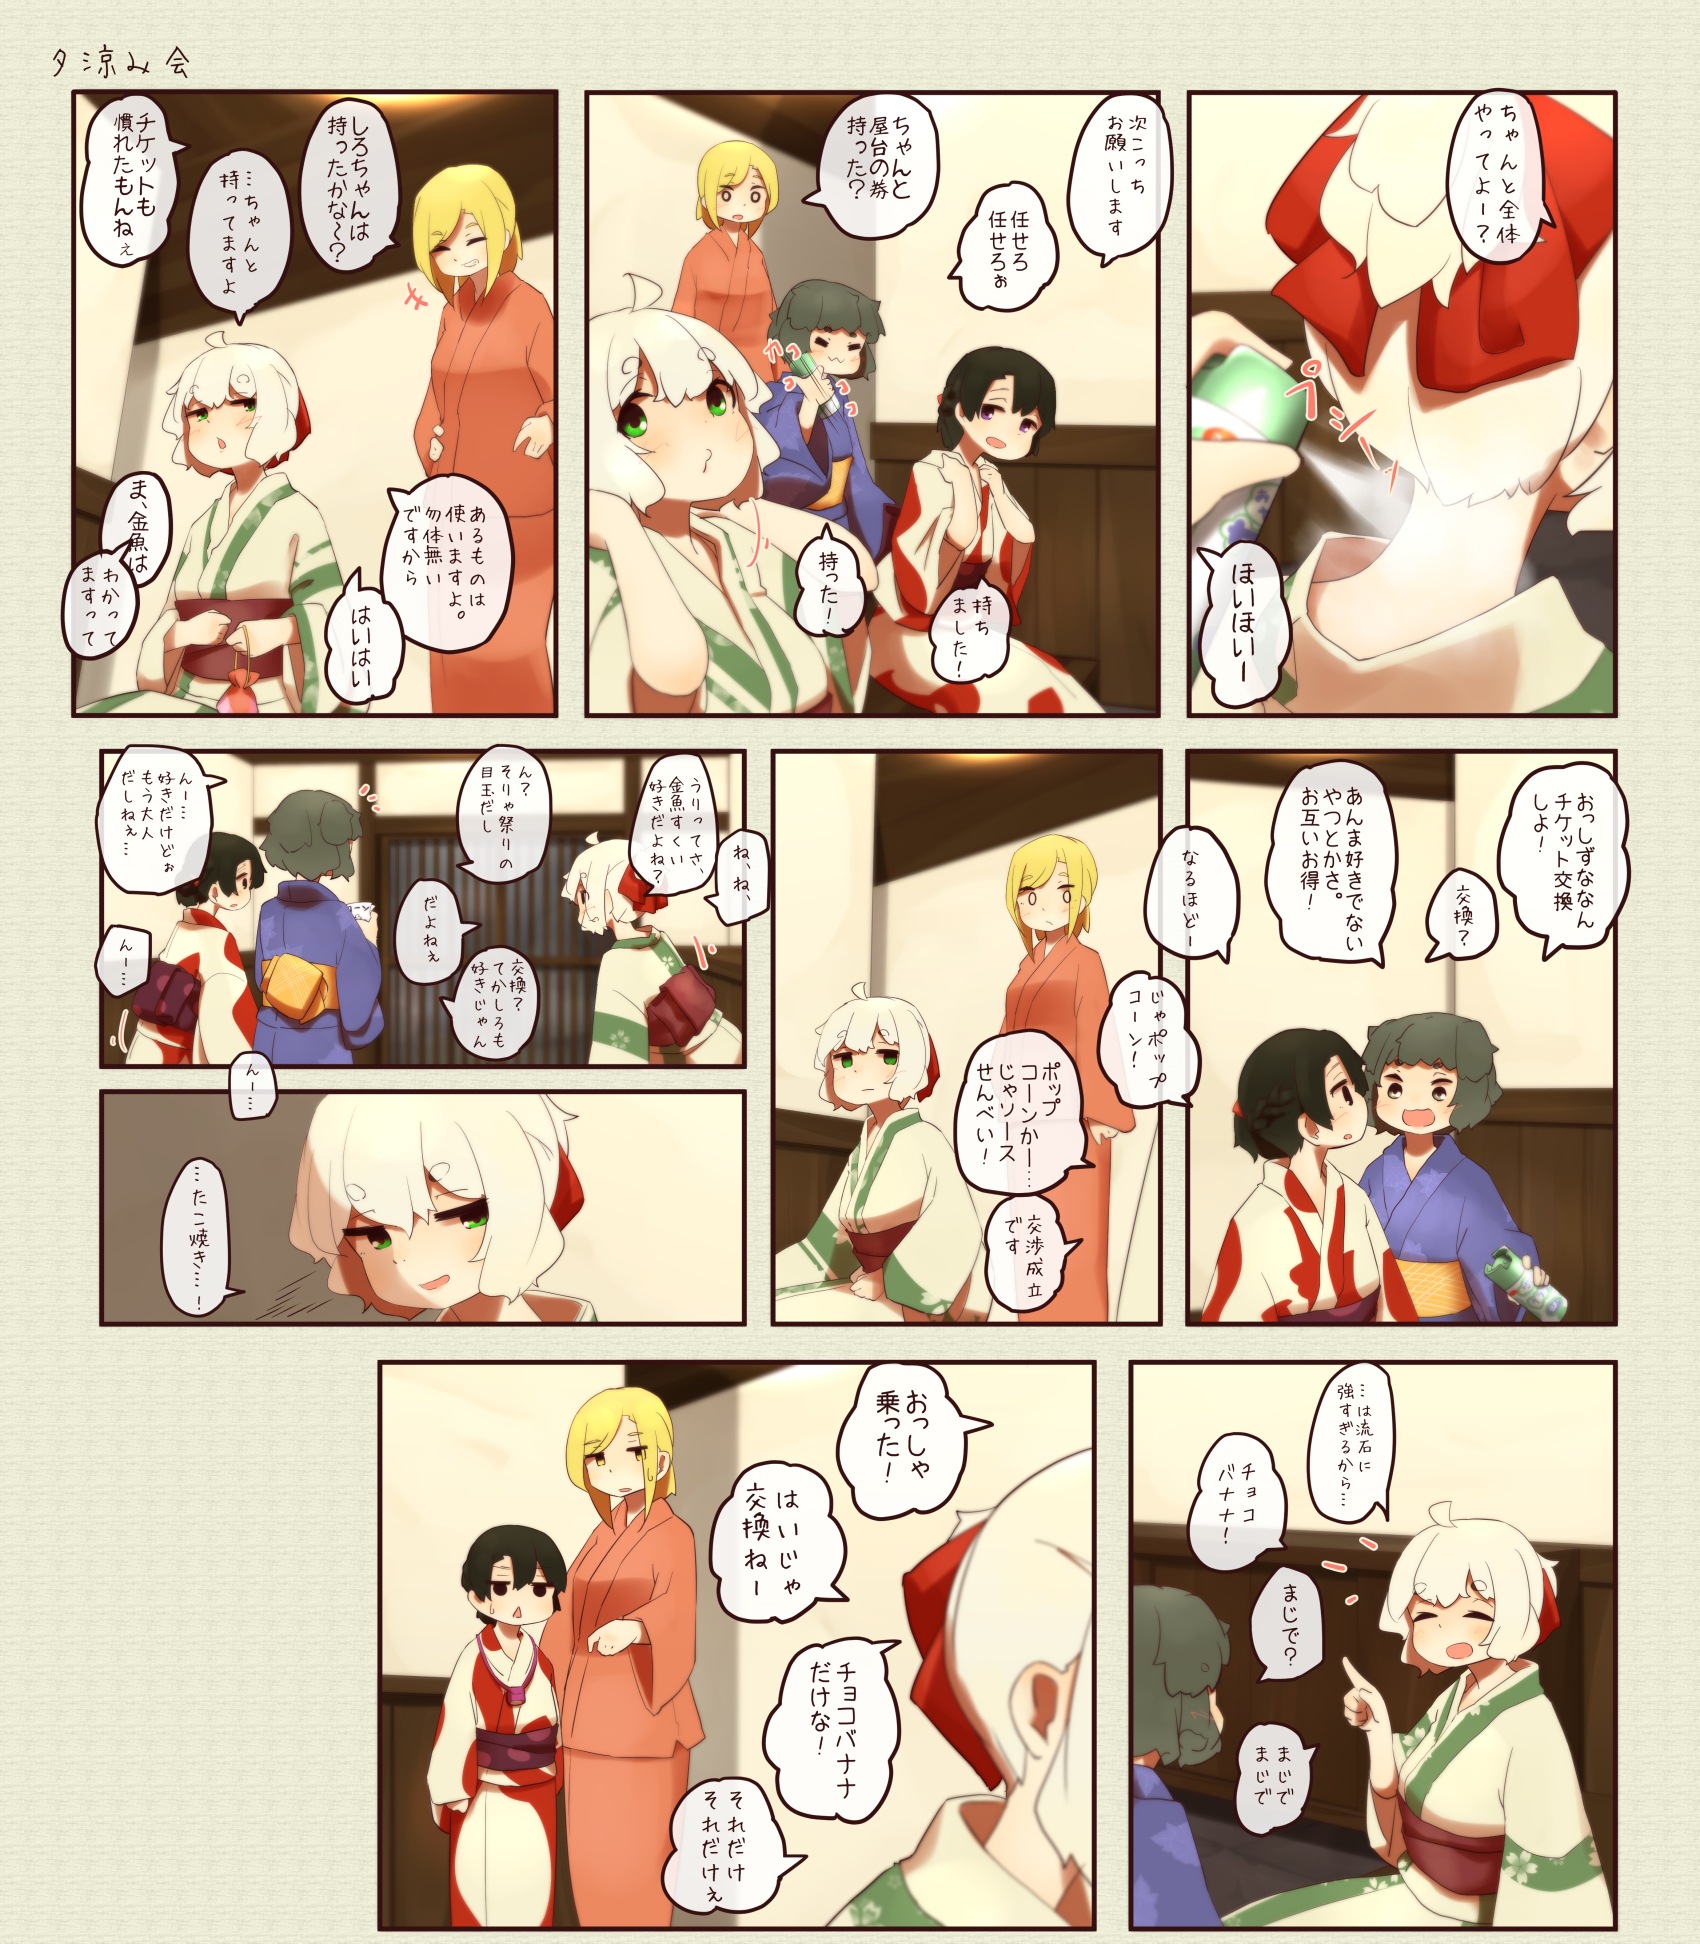 夕涼み会
ちゃんと全体
やってよー？
プシー
ほいほいー
次こっち
お願いします
任せろ
任せろぉ
ちゃんと
屋台の券
持った？
持った！
持ち
ました！
しろちゃんは
持ったかな〜？
…ちゃんと
持ってますよ
チケットも
慣れたもんねぇ
あるものは
使いますよ。
勿体無い
ですから
はいはい
ま、金魚は
わかって
ますって
おっしずななん
チケット交換
しよ！
交換？
あんま好きでない
やつとかさ。
お互いお得！
なるほどー
じゃポップ
コーン！
ポップ
コーンかー…
じゃソース
せんべい！
交渉成立
です
ね、ね、
うりってさ、
金魚すくい
好きだよね？
ん？
そりゃ祭りの
目玉だし
だよねぇ
交換？
てかしろも
好きじゃん
んー…
好きだけどぉ
もう大人
だしねぇ…
んー…
んー…
…たこ焼き…！
…は流石に
強すぎるから…
チョコ
バナナ！
まじで？
まじで
まじで
おっしゃ
乗った！
はいじゃ
交換ねー
チョコバナナ
だけな！
それだけ
それだけぇ